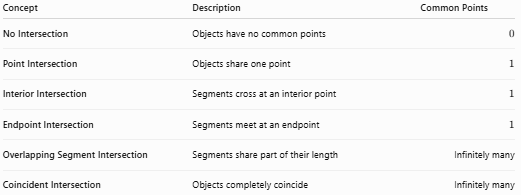 Concept Description Common Points
No Intersection Objects have no common points 0
Point Intersection Objects share one point 1
Interior Intersection Segments cross at an interior point 1
Endpoint Intersection Segments meet at an endpoint 1
Overlapping Segment Intersection Segments share part of their length Infinitely many
Coincident Intersection Objects completely coincide Infinitely many